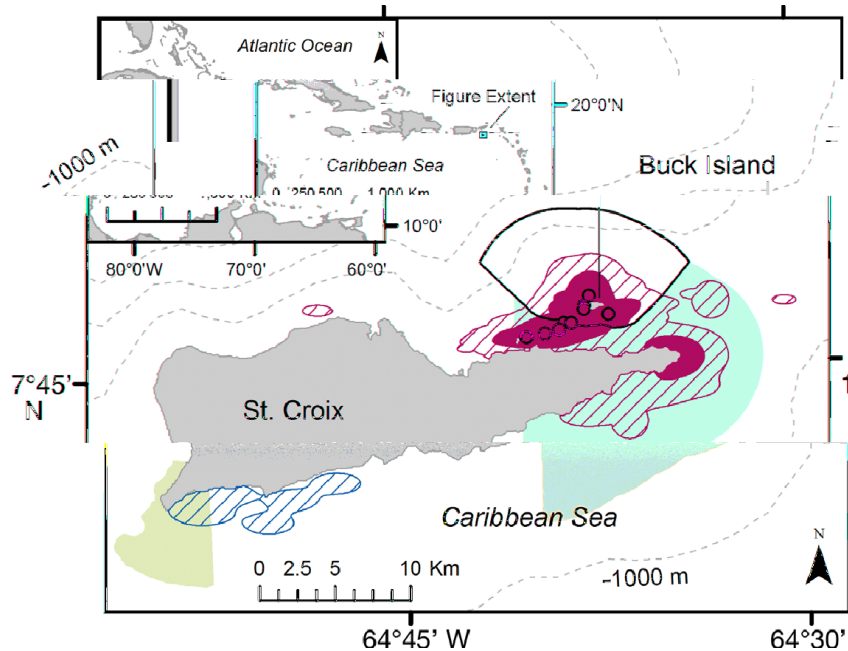 Atlantic Ocean
N
Figure Extent
20°0'N
Caribbean Sea
Buck Island
-1000 m
0 250 500 1,000 Km
10°0'
80°0'W 70°0' 60°0'
7°45'
N
1
St. Croix
Caribbean Sea
N
0 2.5 5 10 Km
-1000 m
64°45' W 64°30'